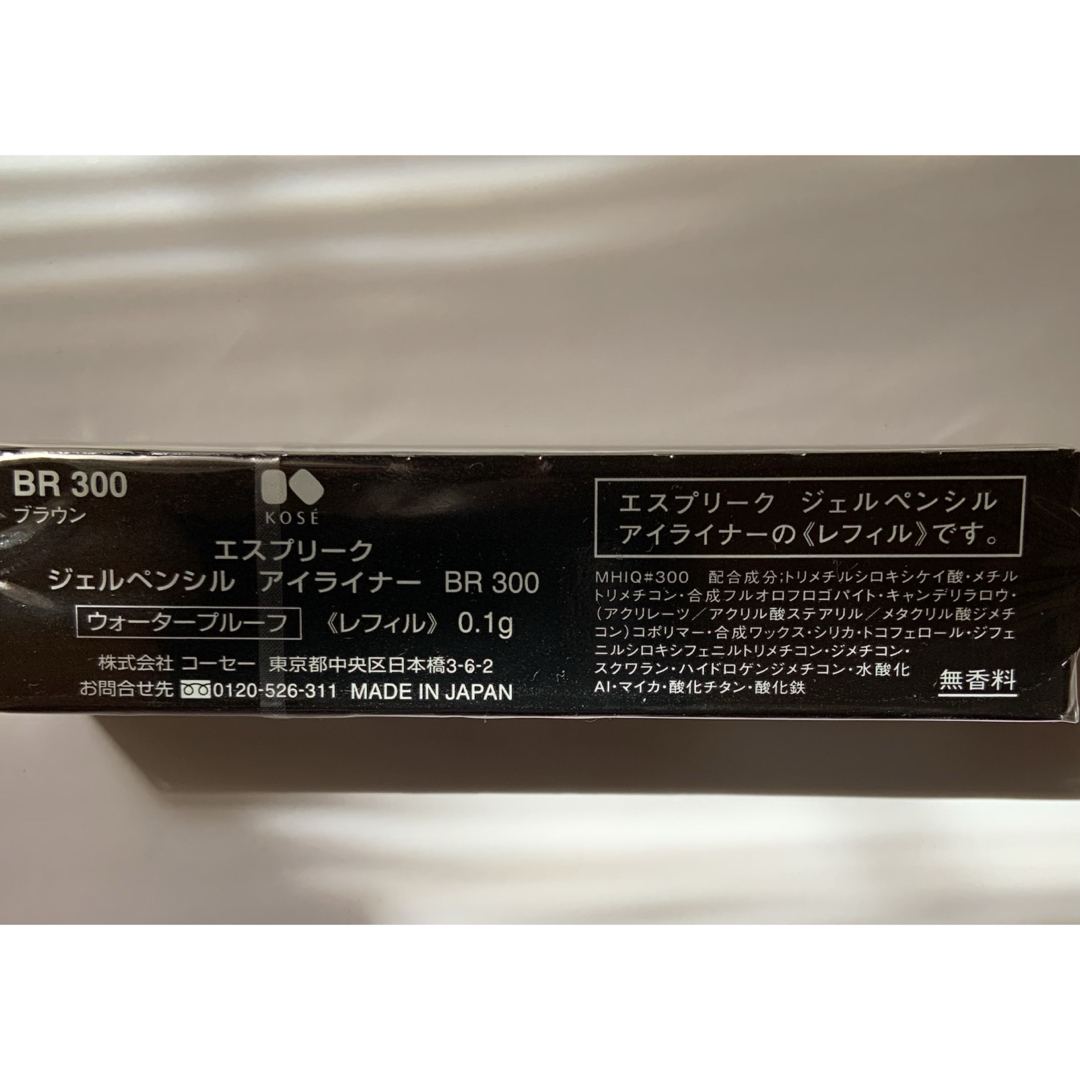 BR 300
ブラウン
KOSÉ
エスプリーク
ジェルペンシル アイライナー BR 300
ウォータープルーフ 《レフィル》 0.1g
株式会社 コーセー 東京都中央区日本橋3-6-2
お問合せ先 0120-526-311 MADE IN JAPAN
エスプリーク ジェルペンシル
アイライナーの《レフィル》です。
MHIQ#300 配合成分;トリメチルシロキシケイ酸・メチル
トリメチコン・合成フルオロフロゴパイト・キャンデリラロウ・
(アクリレーツ/アクリル酸ステアリル/メタクリル酸ジメチ
コン)コポリマー・合成ワックス・シリカ・トコフェロール・ジフェ
ニルシロキシフェニルトリメチコン・ジメチコン・
スクワラン・ハイドロゲンジメチコン・水酸化
Al・マイカ・酸化チタン・酸化鉄
無香料